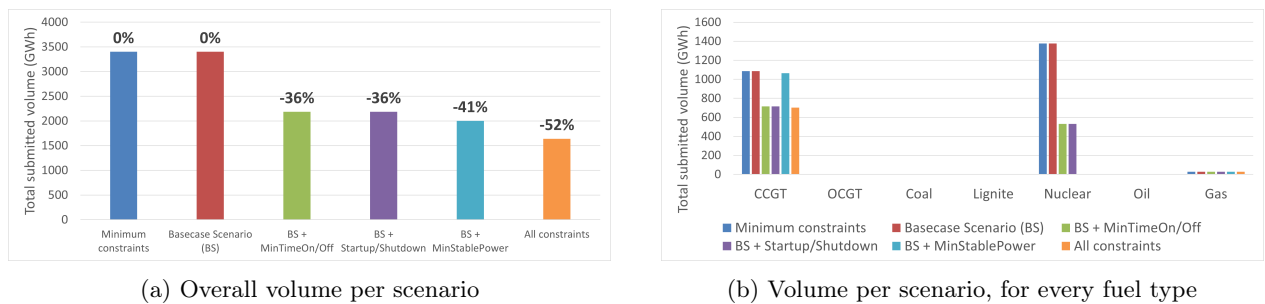 Total submitted volume (GWh)
4000
3500
3000
2500
2000
1500
1000
500
0
0%
0%
-36%
-36%
-41%
-52%
Minimum
constraints
Basecase Scenario
(BS)
BS +
MinTimeOn/Off
BS +
Startup/Shutdown
BS +
MinStablePower
All constraints
(a) Overall volume per scenario
Total submitted volume (GWh)
1600
1400
1200
1000
800
600
400
200
0
CCGT
OCGT
Coal
Lignite
Nuclear
Oil
Gas
Minimum constraints
Basecase Scenario (BS)
BS + MinTimeOn/Off
BS + Startup/Shutdown
BS + MinStablePower
All constraints
(b) Volume per scenario, for every fuel type